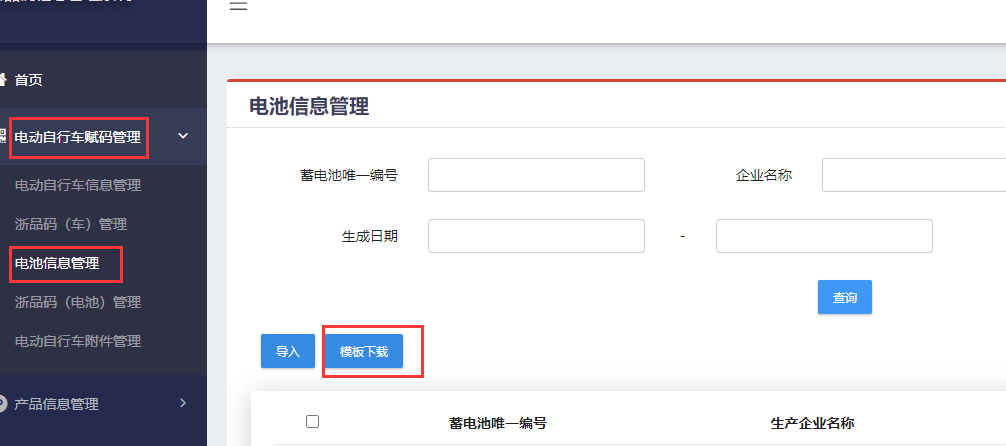 首页
电动自行车赋码管理
电动自行车信息管理
浙品码（车）管理
电池信息管理
浙品码（电池）管理
电动自行车附件管理
产品信息管理
电池信息管理
蓄电池唯一编号
企业名称
生成日期
-
查询
导入
模板下载
蓄电池唯一编号
生产企业名称